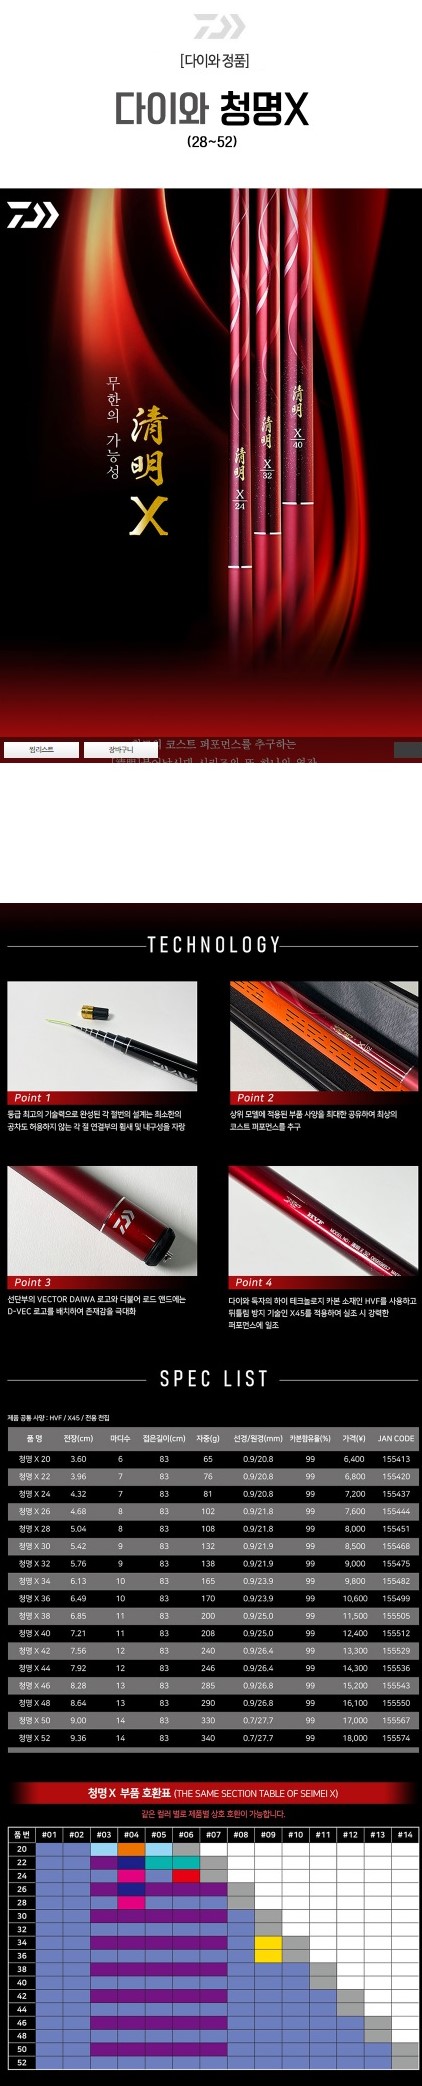 [다이와 정품]
다이와 청명X
(28~52)
무한의 가능성
清明X
清明 X 24
清明 X 32
清明 X 40
찜리스트
장바구니
코스트 퍼포먼스를 추구하는
TECHNOLOGY
Point 1
동급 최고의 기술력으로 완성된 각 절번의 설계는 최소한의
공차도 허용하지 않는 각 절 연결부의 휨새 및 내구성을 자랑
Point 2
상위 모델에 적용된 부품 사양을 최대한 공유하여 최상의
코스트 퍼포먼스를 추구
HVF
Point 3
선단부의 VECTOR DAIWA 로고와 더불어 로드 앤드에는
D-VEC 로고를 배치하여 존재감을 극대화
Point 4
다이와 독자의 하이 테크놀로지 카본 소재인 HVF를 사용하고
뒤틀림 방지 기술인 X45를 적용하여 실조 시 강력한
퍼포먼스에 일조
SPEC LIST
제품 공통 사양 : HVF / X45 / 전용 천집
품 명 전장(cm) 마디수 접은길이(cm) 자중(g) 선경/원경(mm) 카본함유율(%) 가격(¥) JAN CODE
청명 X 20 3.60 6 83 65 0.9/20.8 99 6,400 155413
청명 X 22 3.96 7 83 76 0.9/20.8 99 6,800 155420
청명 X 24 4.32 7 83 81 0.9/20.8 99 7,200 155437
청명 X 26 4.68 8 83 102 0.9/21.8 99 7,600 155444
청명 X 28 5.04 8 83 108 0.9/21.8 99 8,000 155451
청명 X 30 5.42 9 83 132 0.9/21.9 99 8,500 155468
청명 X 32 5.76 9 83 138 0.9/21.9 99 9,000 155475
청명 X 34 6.13 10 83 165 0.9/23.9 99 9,800 155482
청명 X 36 6.49 10 83 170 0.9/23.9 99 10,600 155499
청명 X 38 6.85 11 83 200 0.9/25.0 99 11,500 155505
청명 X 40 7.21 11 83 208 0.9/25.0 99 12,400 155512
청명 X 42 7.56 12 83 240 0.9/26.4 99 13,300 155529
청명 X 44 7.92 12 83 246 0.9/26.4 99 14,300 155536
청명 X 46 8.28 13 83 285 0.9/26.8 99 15,200 155543
청명 X 48 8.64 13 83 290 0.9/26.8 99 16,100 155550
청명 X 50 9.00 14 83 330 0.7/27.7 99 17,000 155567
청명 X 52 9.36 14 83 340 0.7/27.7 99 18,000 155574
청명 X 부품 호환표 (THE SAME SECTION TABLE OF SEIMEI X)
같은 컬러 별로 제품별 상호 호환이 가능합니다.
품 번 #01 #02 #03 #04 #05 #06 #07 #08 #09 #10 #11 #12 #13 #14
20
22
24
26
28
30
32
34
36
38
40
42
44
46
48
50
52